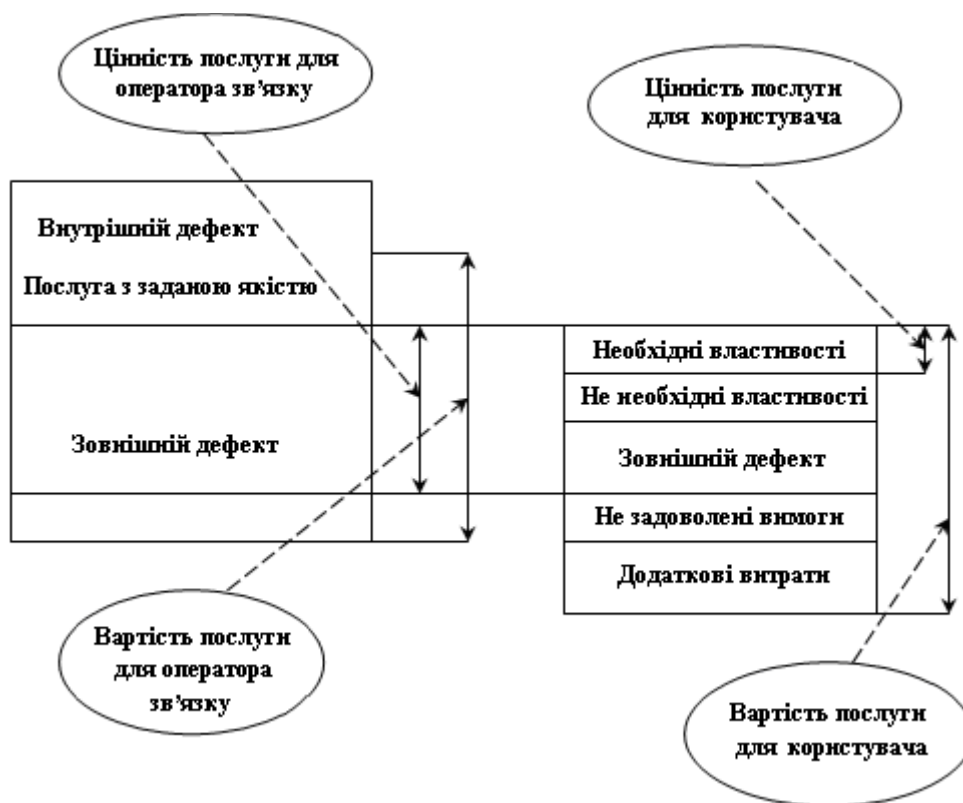 Цінність послуги для
оператора зв’язку
Цінність послуги
для користувача
Внутрішній дефект
Послуга з заданою якістю
Зовнішній дефект
Необхідні властивості
Не необхідні властивості
Зовнішній дефект
Не задоволені вимоги
Додаткові витрати
Вартість послуги
для оператора
зв’язку
Вартість послуги
для користувача